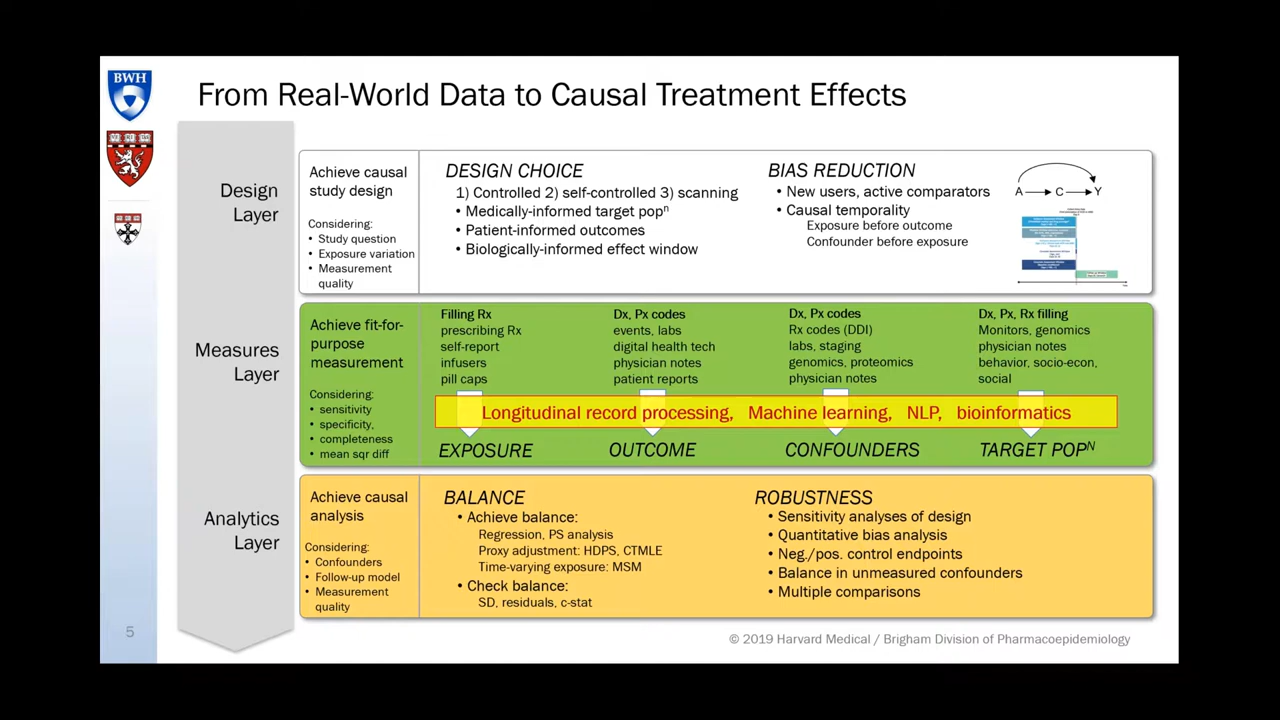 BWH
From Real-World Data to Causal Treatment Effects
Design
Layer
Achieve causal
study design
Considering:
• Study question
• Exposure variation
• Measurement
quality
DESIGN CHOICE
1) Controlled 2) self-controlled 3) scanning
• Medically-informed target popⁿ
• Patient-informed outcomes
• Biologically-informed effect window
BIAS REDUCTION
• New users, active comparators
• Causal temporality
Exposure before outcome
Confounder before exposure
A C Y
Measures
Layer
Achieve fit-for-
purpose
measurement
Considering:
• sensitivity
• specificity,
• completeness
• mean sqr diff
Filling Rx
prescribing Rx
self-report
infusers
pill caps
Dx, Px codes
events, labs
digital health tech
physician notes
patient reports
Dx, Px codes
Rx codes (DDI)
labs, staging
genomics, proteomics
physician notes
Dx, Px, Rx filling
Monitors, genomics
physician notes
behavior, socio-econ,
social
Longitudinal record processing, Machine learning, NLP, bioinformatics
EXPOSURE
OUTCOME
CONFOUNDERS
TARGET POPᴺ
Analytics
Layer
Achieve causal
analysis
Considering:
• Confounders
• Follow-up model
• Measurement
quality
BALANCE
• Achieve balance:
Regression, PS analysis
Proxy adjustment: HDPS, CTMLE
Time-varying exposure: MSM
• Check balance:
SD, residuals, c-stat
ROBUSTNESS
• Sensitivity analyses of design
• Quantitative bias analysis
• Neg./pos. control endpoints
• Balance in unmeasured confounders
• Multiple comparisons
5
© 2019 Harvard Medical / Brigham Division of Pharmacoepidemiology